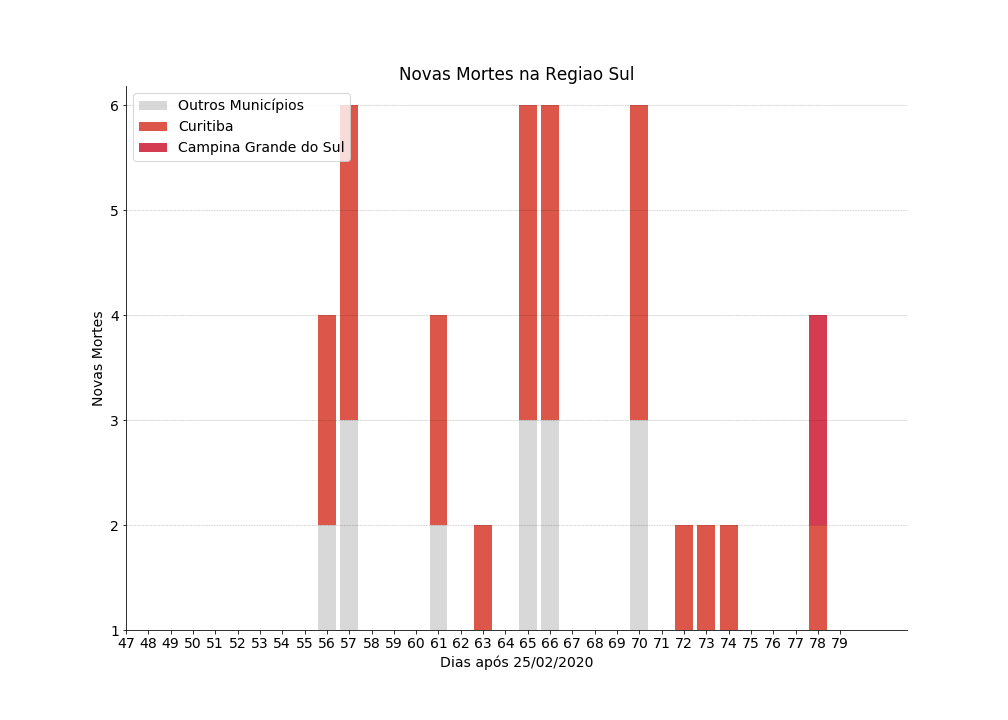 Novas Mortes na Regiao Sul
Outros Municípios
Curitiba
Campina Grande do Sul
Novas Mortes
6
5
4
3
2
1
47 48 49 50 51 52 53 54 55 56 57 58 59 60 61 62 63 64 65 66 67 68 69 70 71 72 73 74 75 76 77 78 79
Dias após 25/02/2020